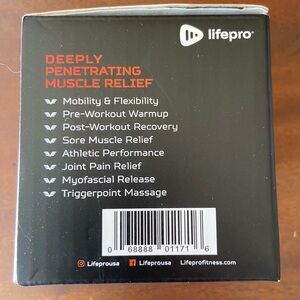 lifepro
DEEPLY
PENETRATING
MUSCLE RELIEF
Mobility & Flexibility
Pre-Workout Warmup
Post-Workout Recovery
Sore Muscle Relief
Athletic Performance
Joint Pain Relief
Myofascial Release
Triggerpoint Massage
0 68888 01171 6
Lifeprousa Lifeprousa Lifeprofitness.com